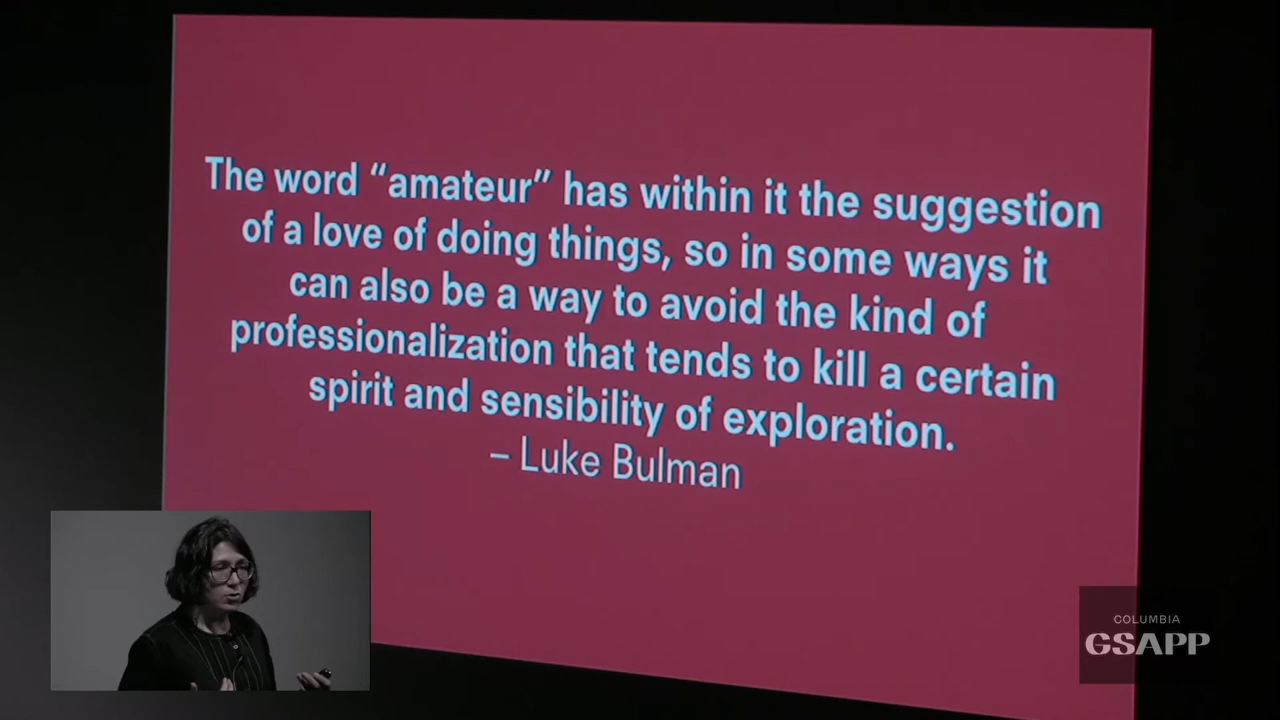 The word “amateur” has within it the suggestion
of a love of doing things, so in some ways it
can also be a way to avoid the kind of
professionalization that tends to kill a certain
spirit and sensibility of exploration.
– Luke Bulman
COLUMBIA
GSAPP